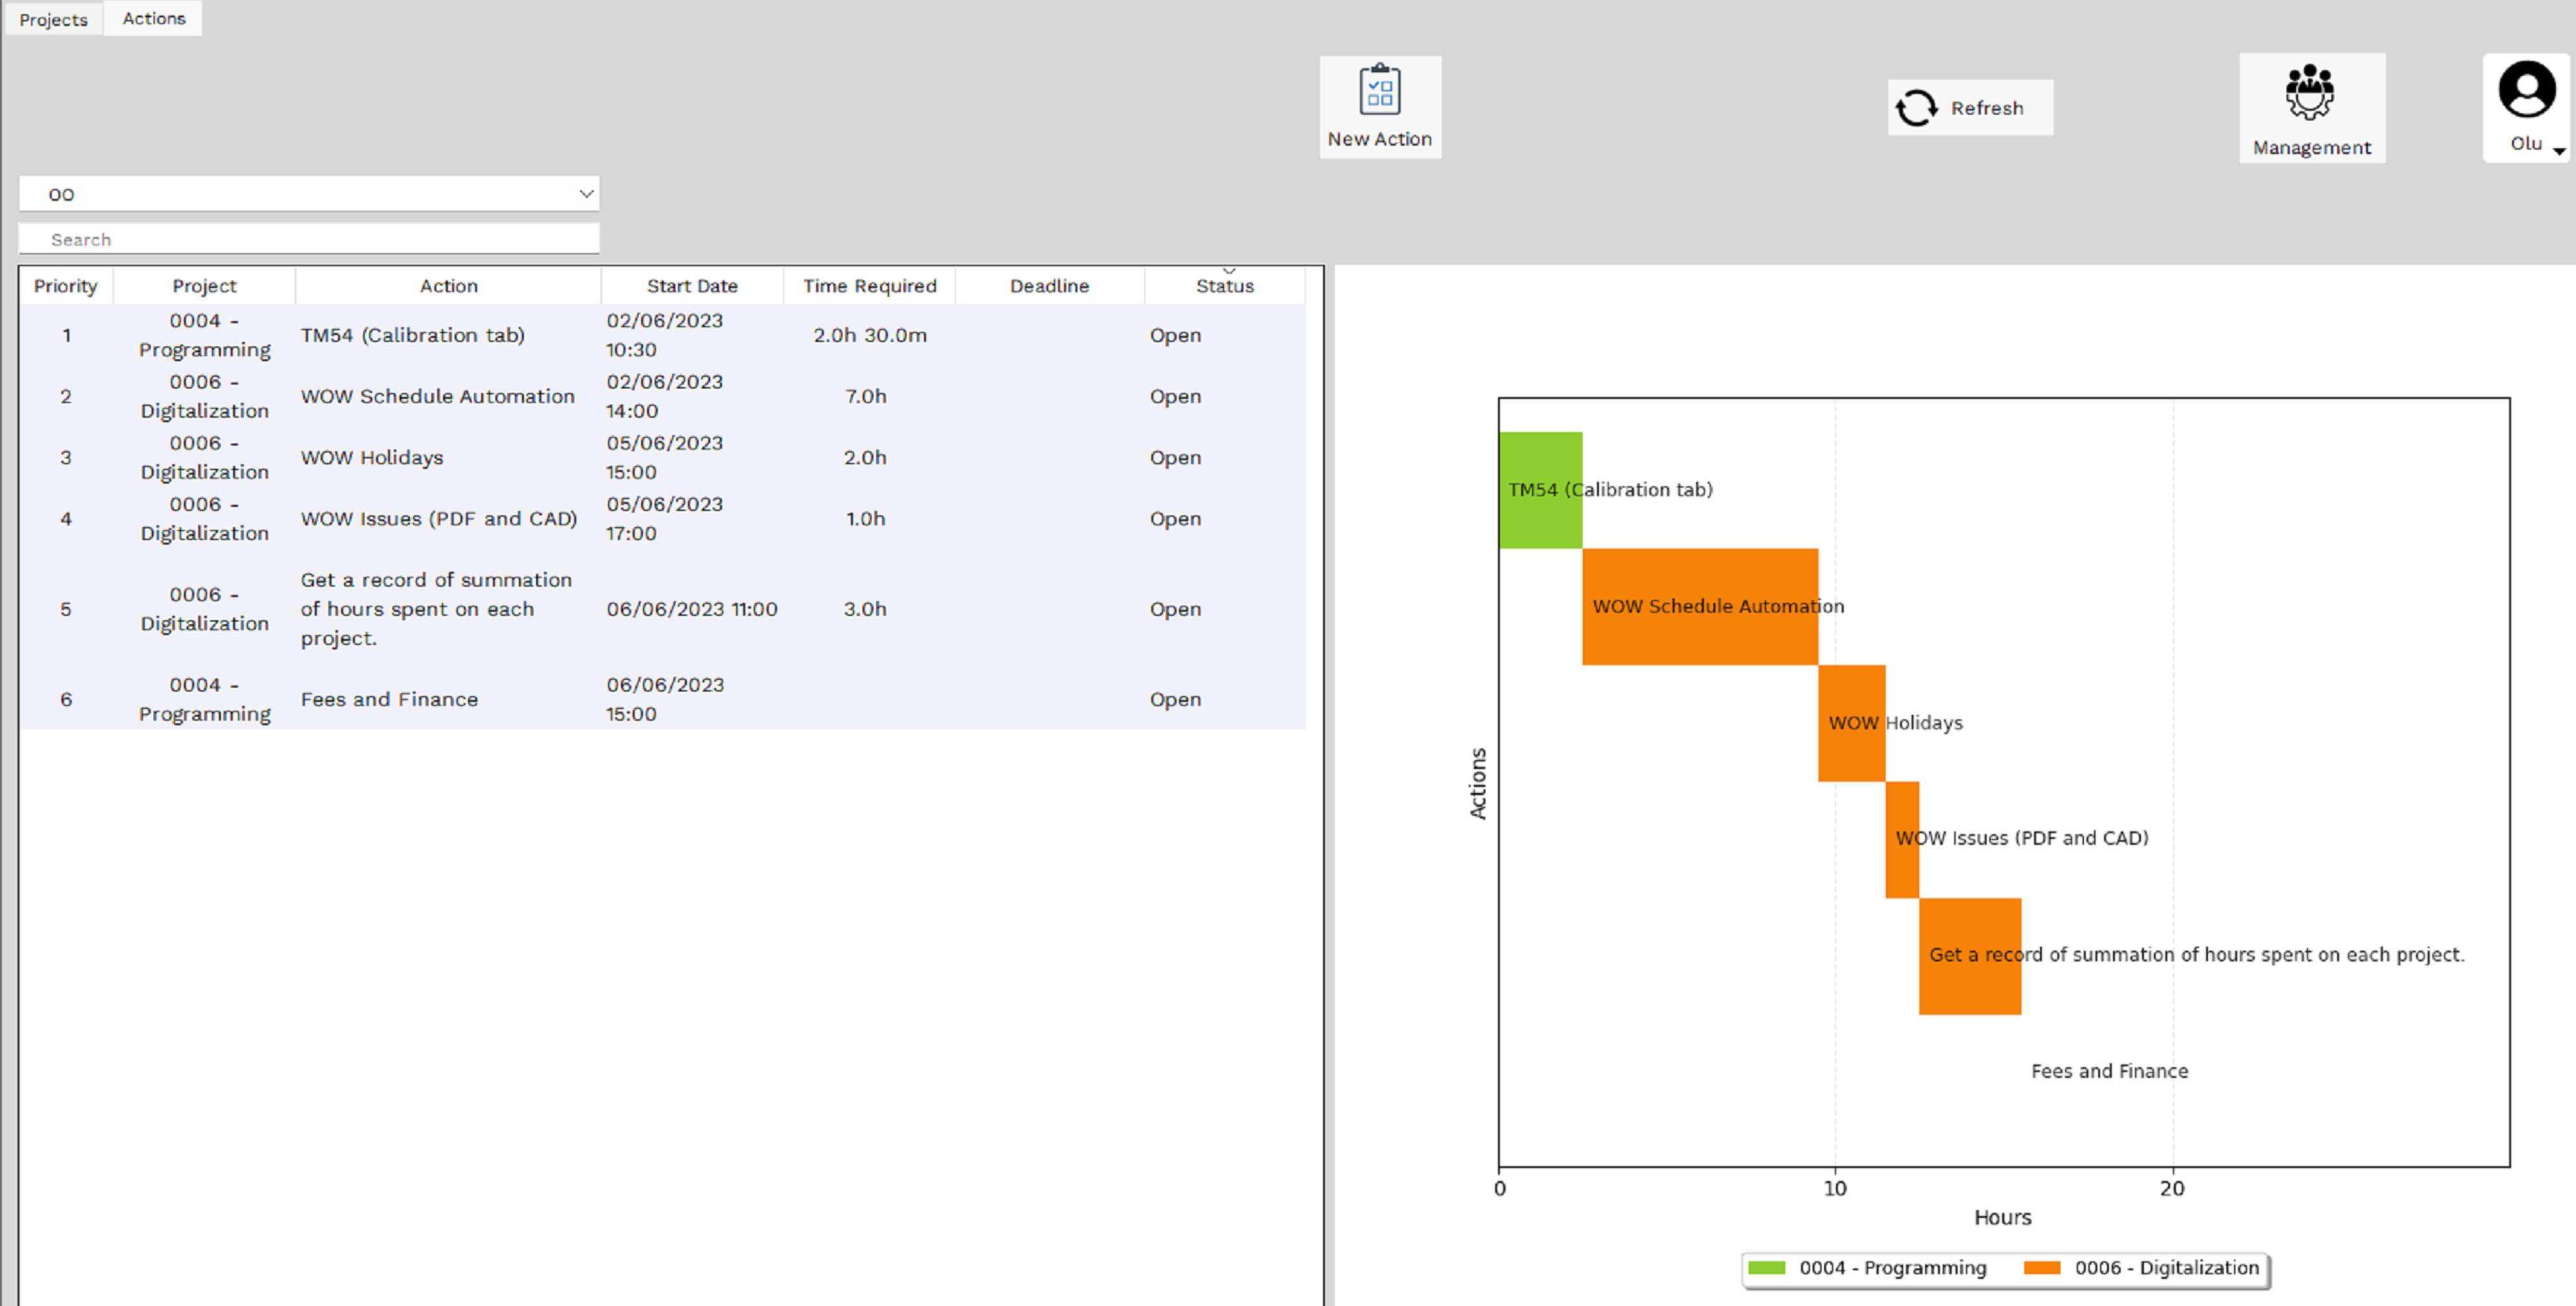 Projects
Actions
New Action
Refresh
Management
Olu
OO
Search
Priority Project Action Start Date Time Required Deadline Status
1 0004 - Programming TM54 (Calibration tab) 02/06/2023 10:30 2.0h 30.0m Open
2 0006 - Digitalization WOW Schedule Automation 02/06/2023 14:00 7.0h Open
3 0006 - Digitalization WOW Holidays 05/06/2023 15:00 2.0h Open
4 0006 - Digitalization WOW Issues (PDF and CAD) 05/06/2023 17:00 1.0h Open
5 0006 - Digitalization Get a record of summation of hours spent on each project. 06/06/2023 11:00 3.0h Open
6 0004 - Programming Fees and Finance 06/06/2023 15:00 Open
TM54 (Calibration tab)
WOW Schedule Automation
WOW Holidays
WOW Issues (PDF and CAD)
Get a record of summation of hours spent on each project.
Fees and Finance
Actions
0 10 20
Hours
0004 - Programming 0006 - Digitalization